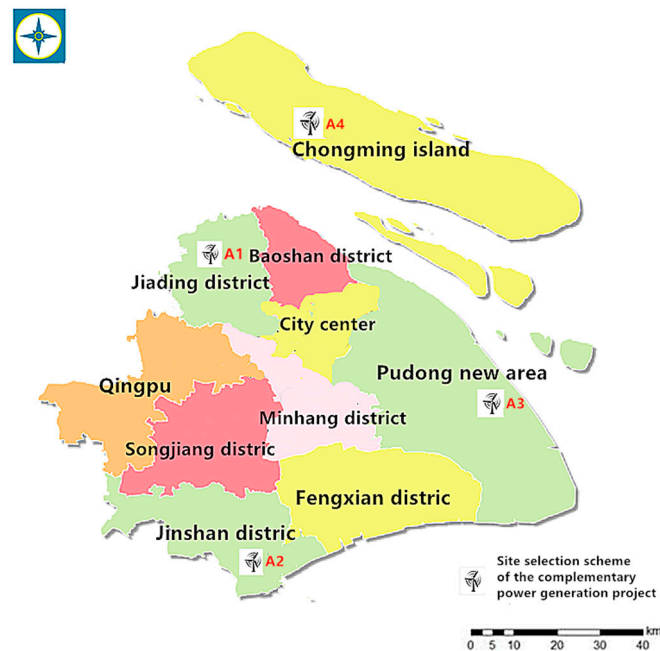 A4
Chongming island
A1
Baoshan district
Jiading district
City center
Pudong new area
Qingpu
A3
Minhang district
Songjiang distric
Fengxian distric
Jinshan distric
A2
Site selection scheme
of the complementary
power generation project
km
0 5 10 20 30 40